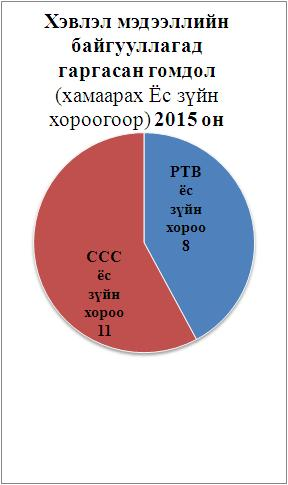 Хэвлэл мэдээллийн
байгууллагад
гаргасан гомдол
(хамаарах Ёс зүйн
хороогоор) 2015 он
РТВ
ёс
зүйн
хороо
8
ССС
ёс
зүйн
хороо
11